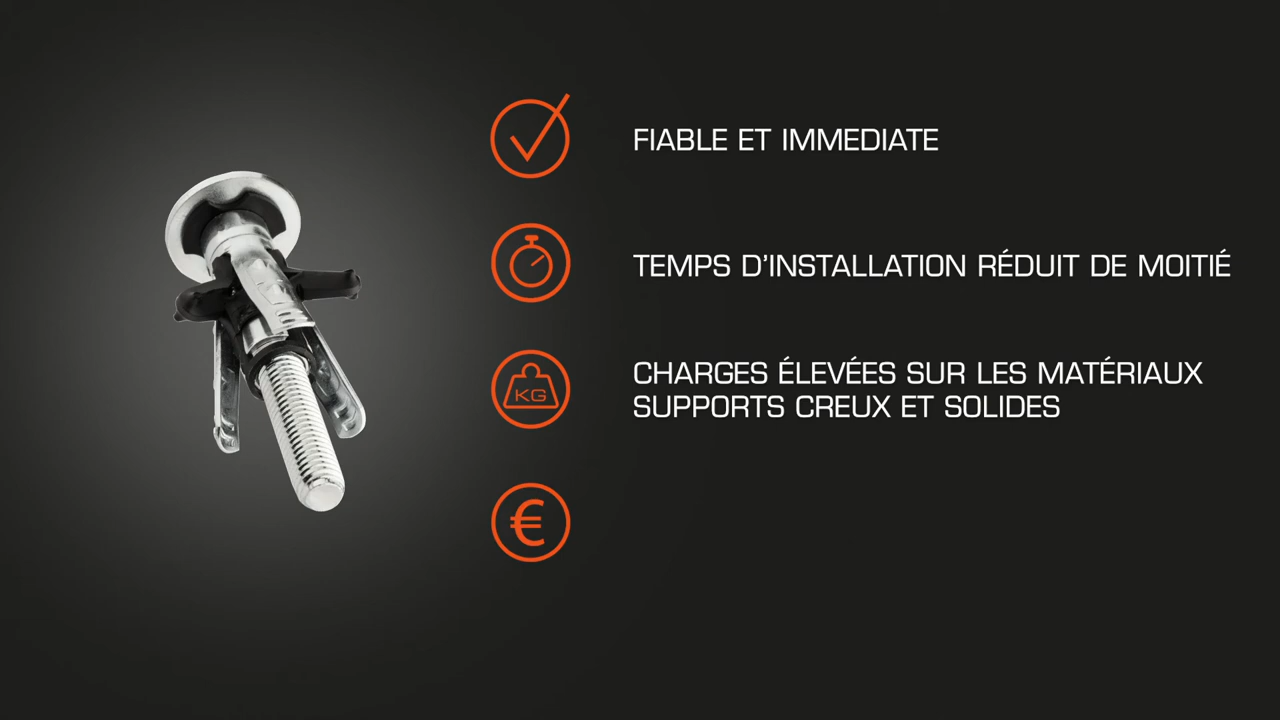 FIABLE ET IMMEDIATE
TEMPS D'INSTALLATION RÉDUIT DE MOITIÉ
KG
CHARGES ÉLEVÉES SUR LES MATÉRIAUX
SUPPORTS CREUX ET SOLIDES
€